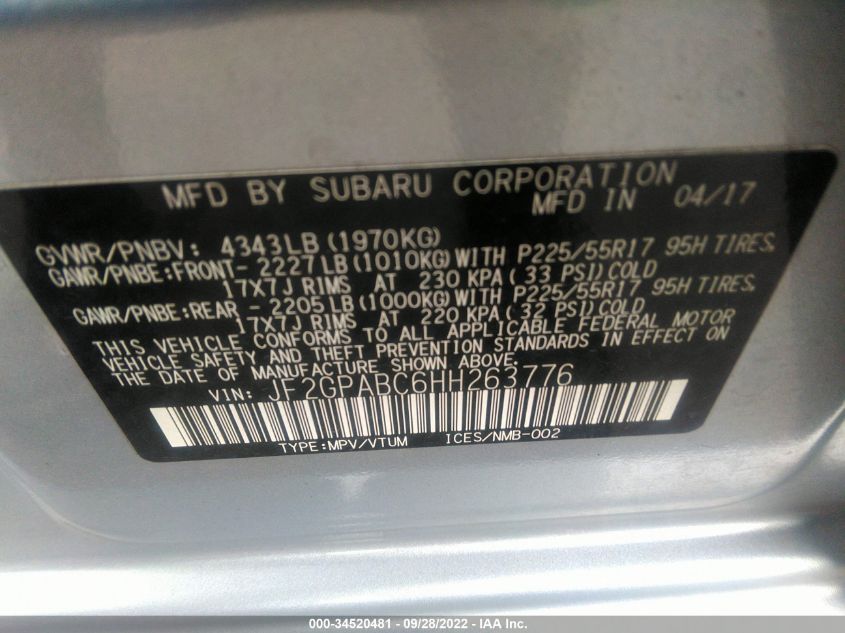 MFD BY SUBARU CORPORATION
MFD IN 04/17
GVWR/PNBV: 4343LB (1970KG)
GAWR/PNBE:FRONT- 2227LB (1010KG) WITH P225/55R17 95H TIRES
17X7J RIMS AT 230 KPA (33 PSI) COLD
GAWR/PNBE:REAR - 2205LB (1000KG) WITH P225/55R17 95H TIRES
17X7J RIMS AT 220 KPA (32 PSI) COLD
THIS VEHICLE CONFORMS TO ALL APPLICABLE FEDERAL MOTOR
VEHICLE SAFETY AND THEFT PREVENTION STANDARDS IN EFFECT ON
THE DATE OF MANUFACTURE SHOWN ABOVE.
VIN: JF2GPABC6HH263776
TYPE:MPV/VTUM ICES/NMB-002
000-34520481 - 09/28/2022 - IAA Inc.